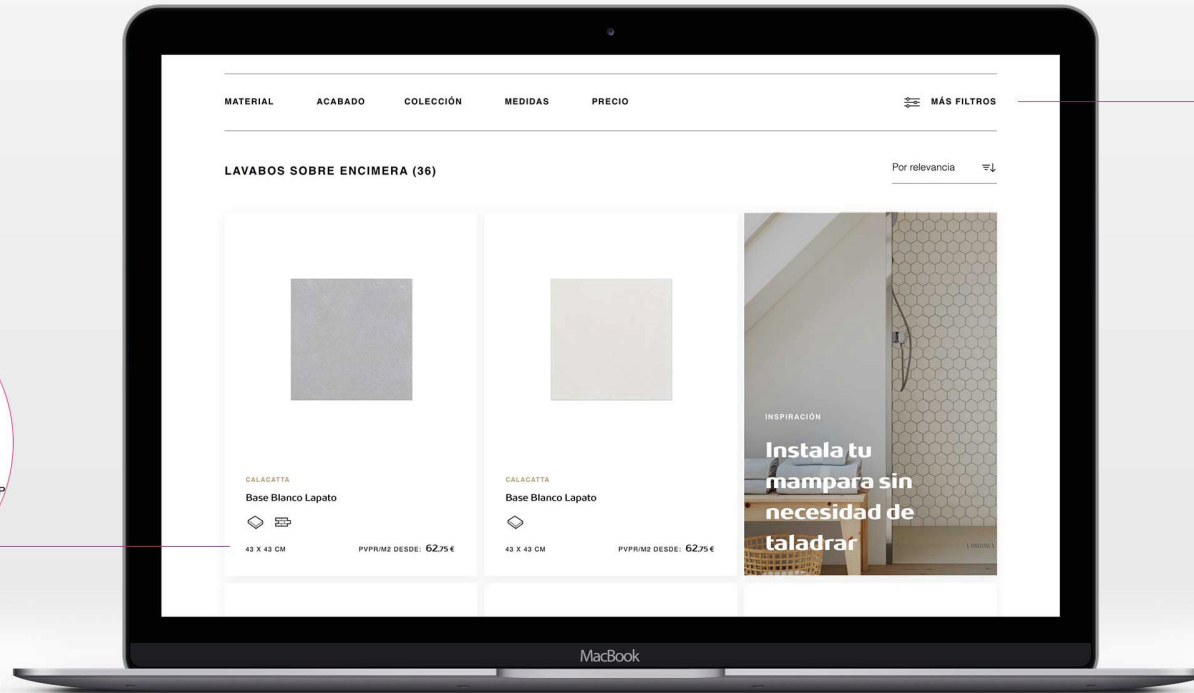 MATERIAL ACABADO COLECCIÓN MEDIDAS PRECIO MÁS FILTROS
LAVABOS SOBRE ENCIMERA (36) Por relevancia
INSPIRACIÓN
Instala tu
mampara sin
necesidad de
taladrar
CALACATTA
Base Blanco Lapato
43 X 43 CM PVPR/M2 DESDE: 62.75 €
CALACATTA
Base Blanco Lapato
43 X 43 CM PVPR/M2 DESDE: 62.75 €
MacBook